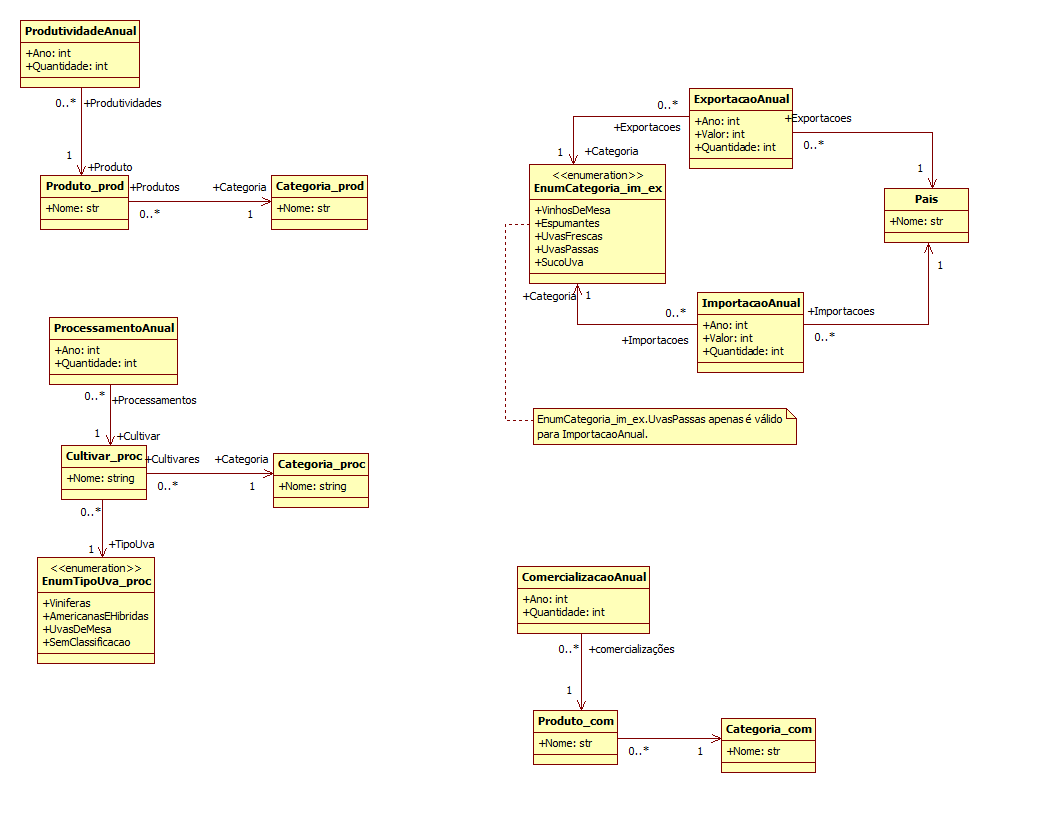 ProdutividadeAnual
+Ano: int
+Quantidade: int
0..*
+Produtividades
1
+Produto
Produto_prod
+Nome: str
+Produtos
0..*
+Categoria
1
Categoria_prod
+Nome: str
ExportacaoAnual
+Ano: int
+Valor: int
+Quantidade: int
0..*
+Exportacoes
1
+Categoria
+Exportacoes
0..*
1
Pais
+Nome: str
<<enumeration>>
EnumCategoria_im_ex
+VinhosDeMesa
+Espumantes
+UvasFrescas
+UvasPassas
+SucoUva
+Categoria
1
0..*
+Importacoes
ImportacaoAnual
+Ano: int
+Valor: int
+Quantidade: int
+Importacoes
0..*
1
EnumCategoria_im_ex.UvasPassas apenas é válido
para ImportacaoAnual.
ProcessamentoAnual
+Ano: int
+Quantidade: int
0..*
+Processamentos
1
+Cultivar
Cultivar_proc
+Nome: string
+Cultivares
0..*
+Categoria
1
Categoria_proc
+Nome: string
0..*
1
+TipoUva
<<enumeration>>
EnumTipoUva_proc
+Viniferas
+AmericanasEHibridas
+UvasDeMesa
+SemClassificacao
ComercializacaoAnual
+Ano: int
+Quantidade: int
0..*
+comercializações
1
Produto_com
+Nome: str
0..*
1
Categoria_com
+Nome: str